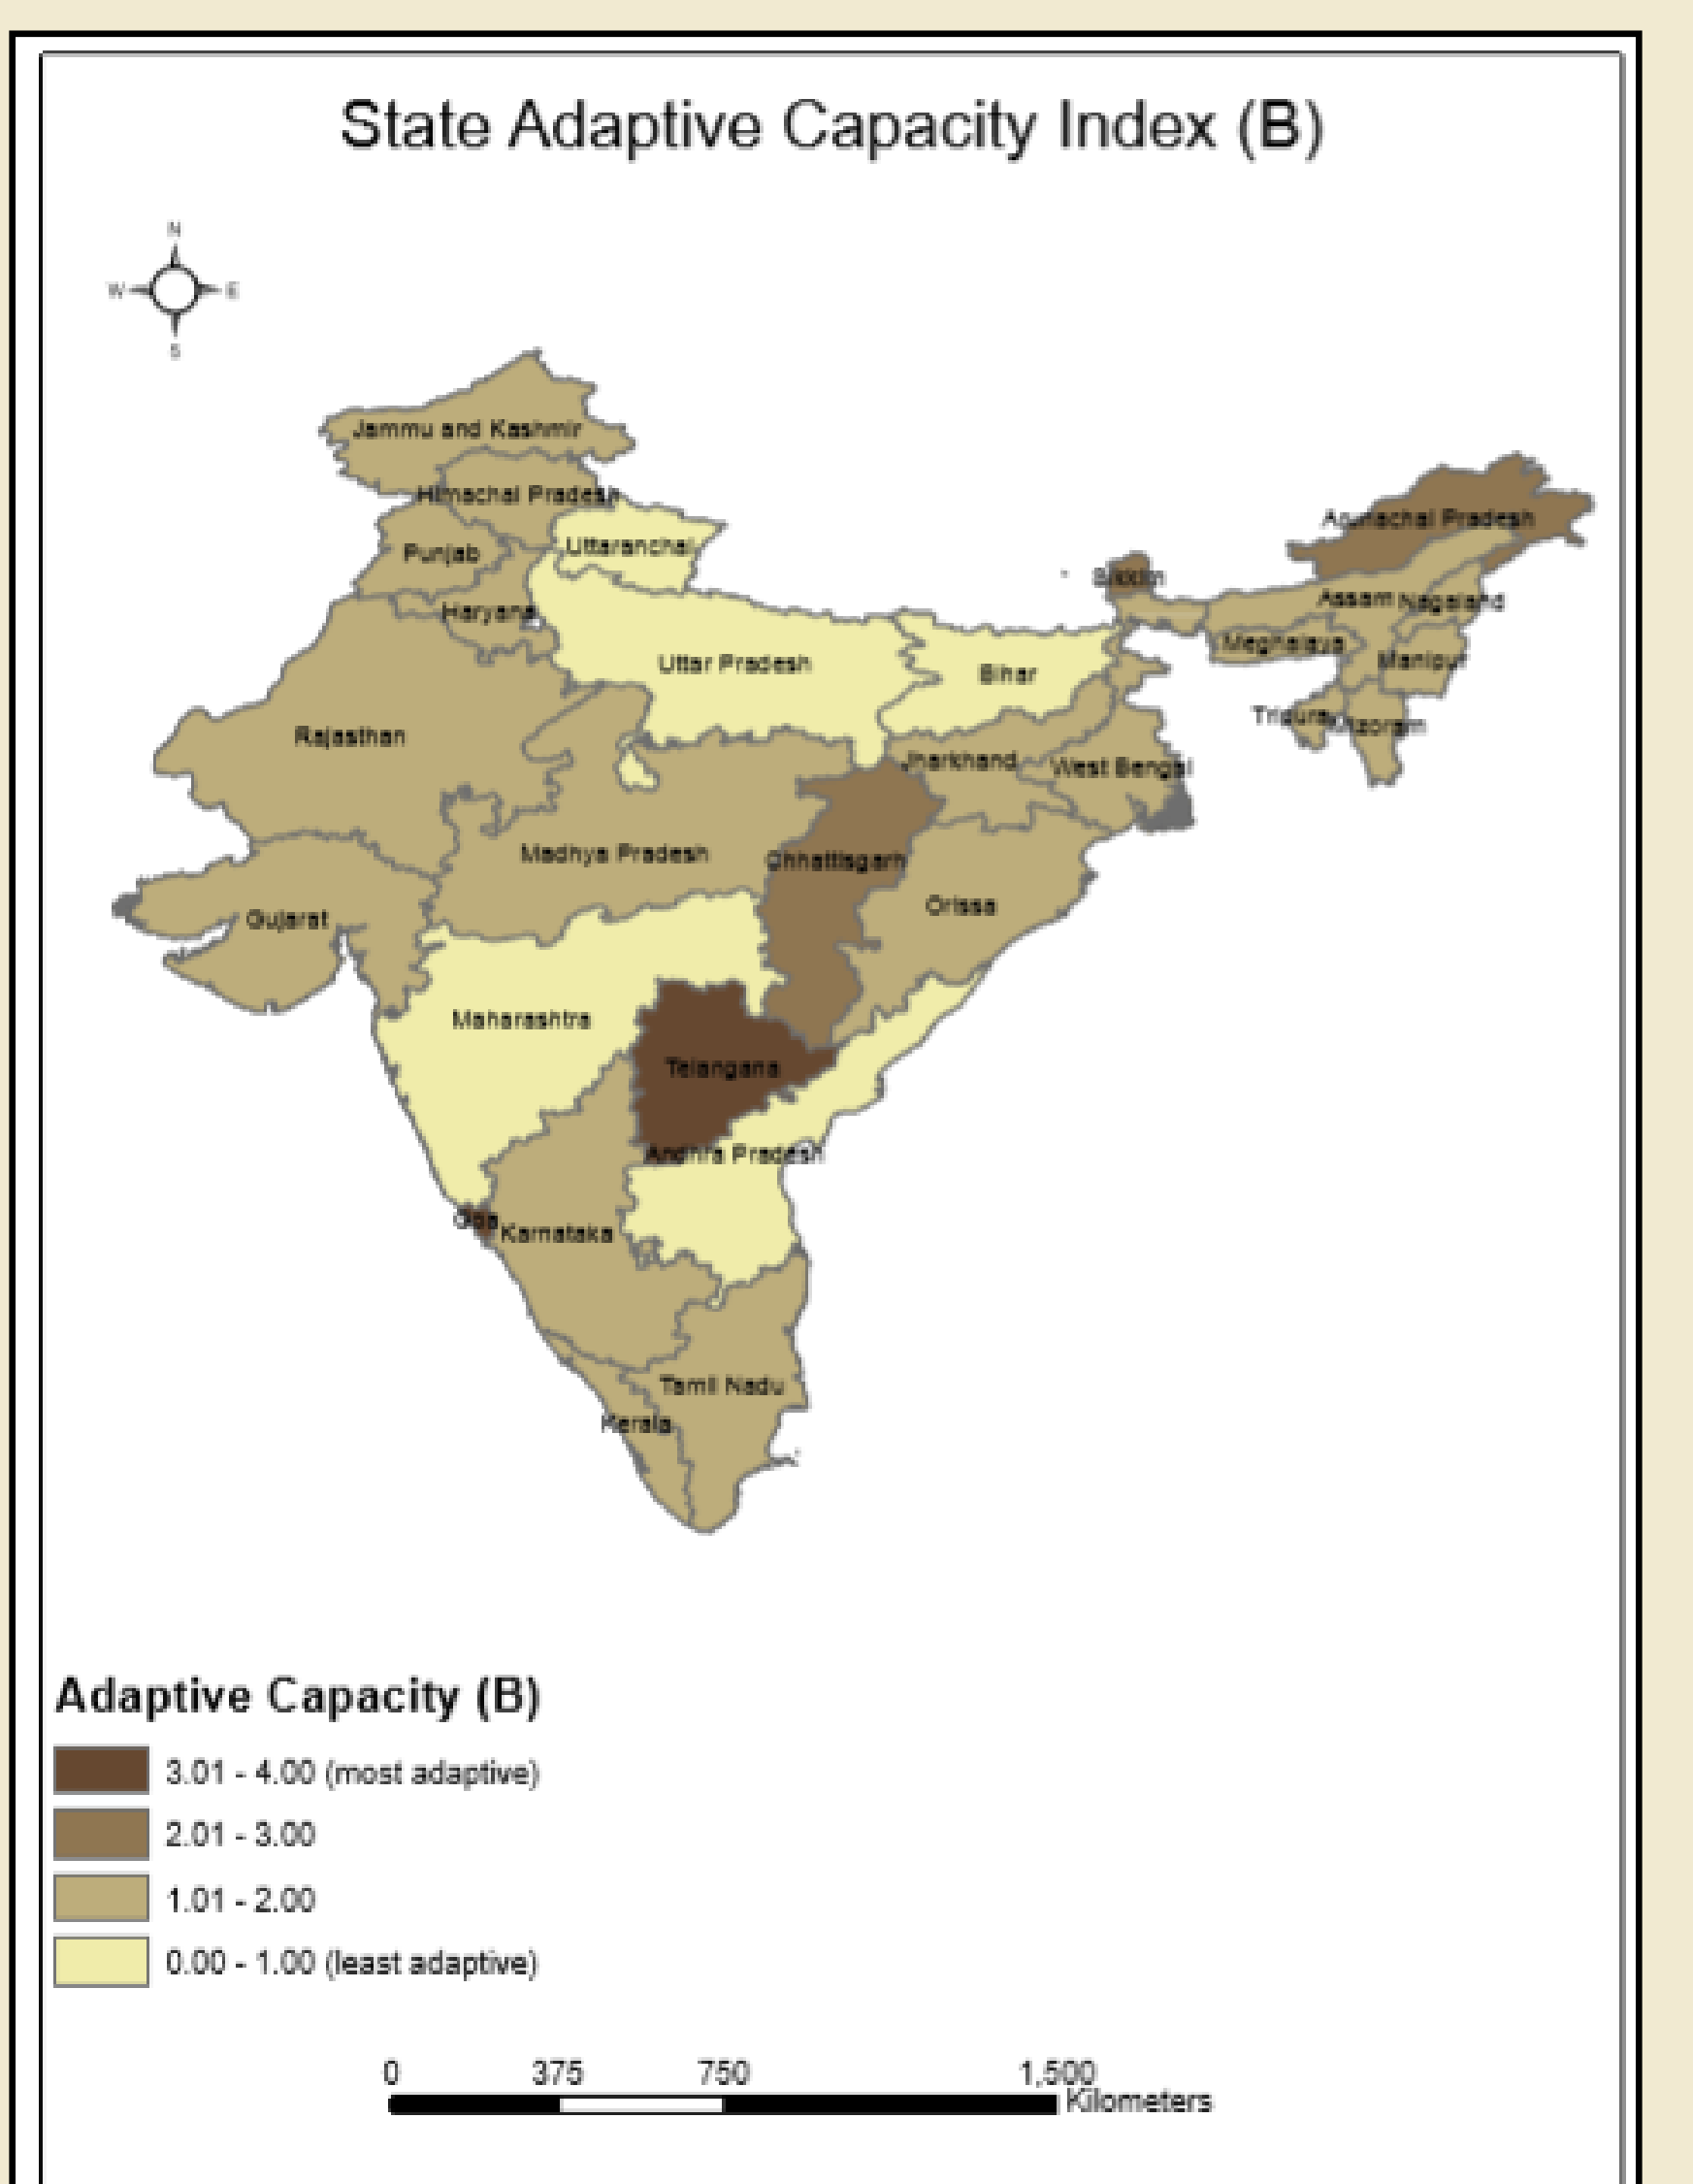 State Adaptive Capacity Index (B)
N
W E
S
Jammu and Kashmir
Himachal Pradesh
Arunachal Pradesh
Uttaranchal
Punjab
Sikkim
Assam Nagaland
Haryana
Meghalaya
Uttar Pradesh
Manipur
Bihar
Tripura Mizoram
Rajasthan
Jharkhand
West Bengal
Madhya Pradesh
Chhattisgarh
Orissa
Gujarat
Maharashtra
Telangana
Andhra Pradesh
Goa
Karnataka
Tamil Nadu
Kerala
Adaptive Capacity (B)
3.01 - 4.00 (most adaptive)
2.01 - 3.00
1.01 - 2.00
0.00 - 1.00 (least adaptive)
0 375 750 1,500
Kilometers